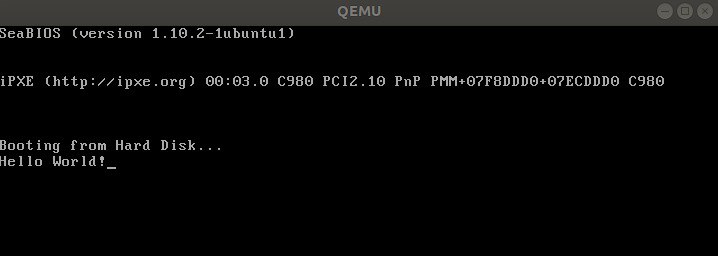 QEMU
SeaBIOS (version 1.10.2-1ubuntu1)
iPXE (http://ipxe.org) 00:03.0 C980 PCI2.10 PnP PMM+07F8DDD0+07ECDDD0 C980
Booting from Hard Disk...
Hello World!_